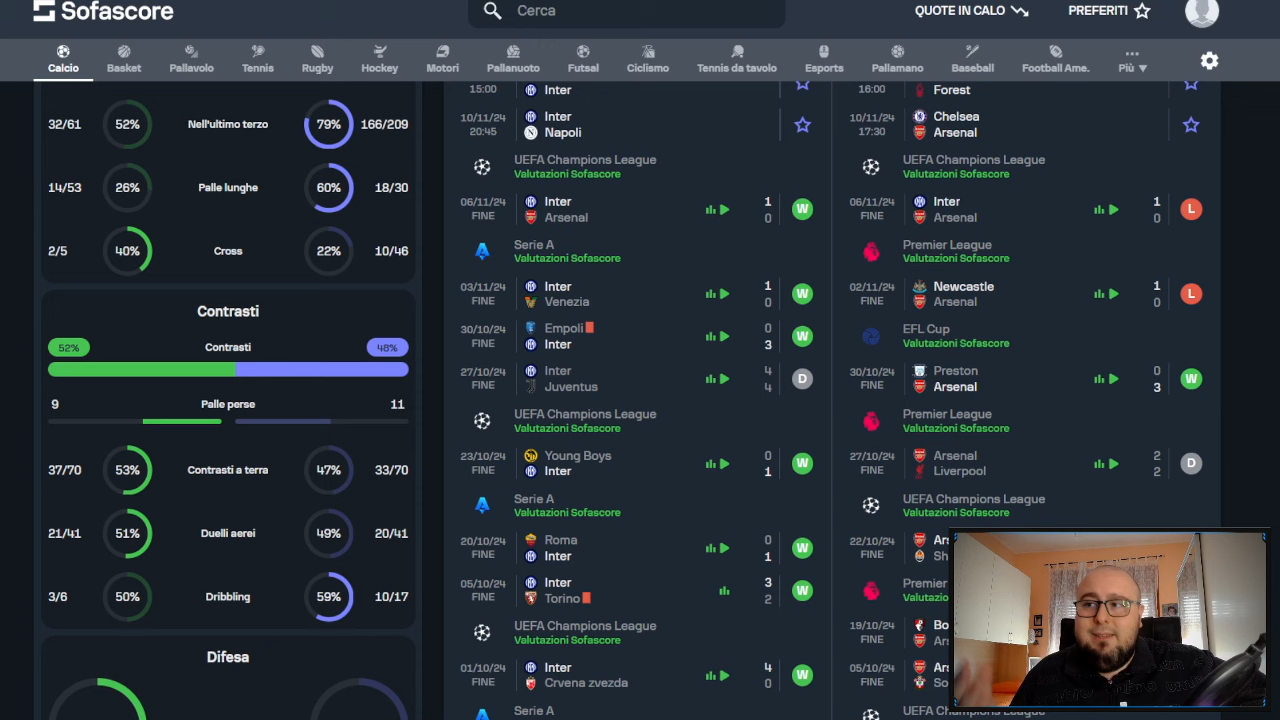 Sofascore
Cerca
QUOTE IN CALO
PREFERITI
Calcio
Basket
Pallavolo
Tennis
Rugby
Hockey
Motori
Pallanuoto
Futsal
Ciclismo
Tennis da tavolo
Esports
Pallamano
Baseball
Football Ame.
Più ▼
32/61 52% Nell'ultimo terzo 79% 166/209
14/53 26% Palle lunghe 60% 18/30
2/5 40% Cross 22% 10/46
Contrasti
52% Contrasti 48%
9 Palle perse 11
37/70 53% Contrasti a terra 47% 33/70
21/41 51% Duelli aerei 49% 20/41
3/6 50% Dribbling 59% 10/17
Difesa
15:00 Inter
10/11/24 Inter
20:45 Napoli
UEFA Champions League
Valutazioni Sofascore
06/11/24 Inter 1 W
FINE Arsenal 0
Serie A
Valutazioni Sofascore
03/11/24 Inter 1 W
FINE Venezia 0
30/10/24 Empoli 0 W
FINE Inter 3
27/10/24 Inter 4 D
FINE Juventus 4
UEFA Champions League
Valutazioni Sofascore
23/10/24 Young Boys 0 W
FINE Inter 1
Serie A
Valutazioni Sofascore
20/10/24 Roma 0 W
FINE Inter 1
05/10/24 Inter 3 W
FINE Torino 2
UEFA Champions League
Valutazioni Sofascore
01/10/24 Inter 4 W
FINE Crvena zvezda 0
Serie A
16:00 Forest
10/11/24 Chelsea
17:30 Arsenal
UEFA Champions League
Valutazioni Sofascore
06/11/24 Inter 1 L
FINE Arsenal 0
Premier League
Valutazioni Sofascore
02/11/24 Newcastle 1 L
FINE Arsenal 0
EFL Cup
Valutazioni Sofascore
30/10/24 Preston 0 W
FINE Arsenal 3
Premier League
Valutazioni Sofascore
27/10/24 Arsenal 2 D
FINE Liverpool 2
UEFA Champions League
Valutazioni
22/10/24 Ars
FINE Sh
Premier
Valutazi
19/10/24 Bo
FINE Ars
05/10/24 Ars
FINE So
UEFA Champions League